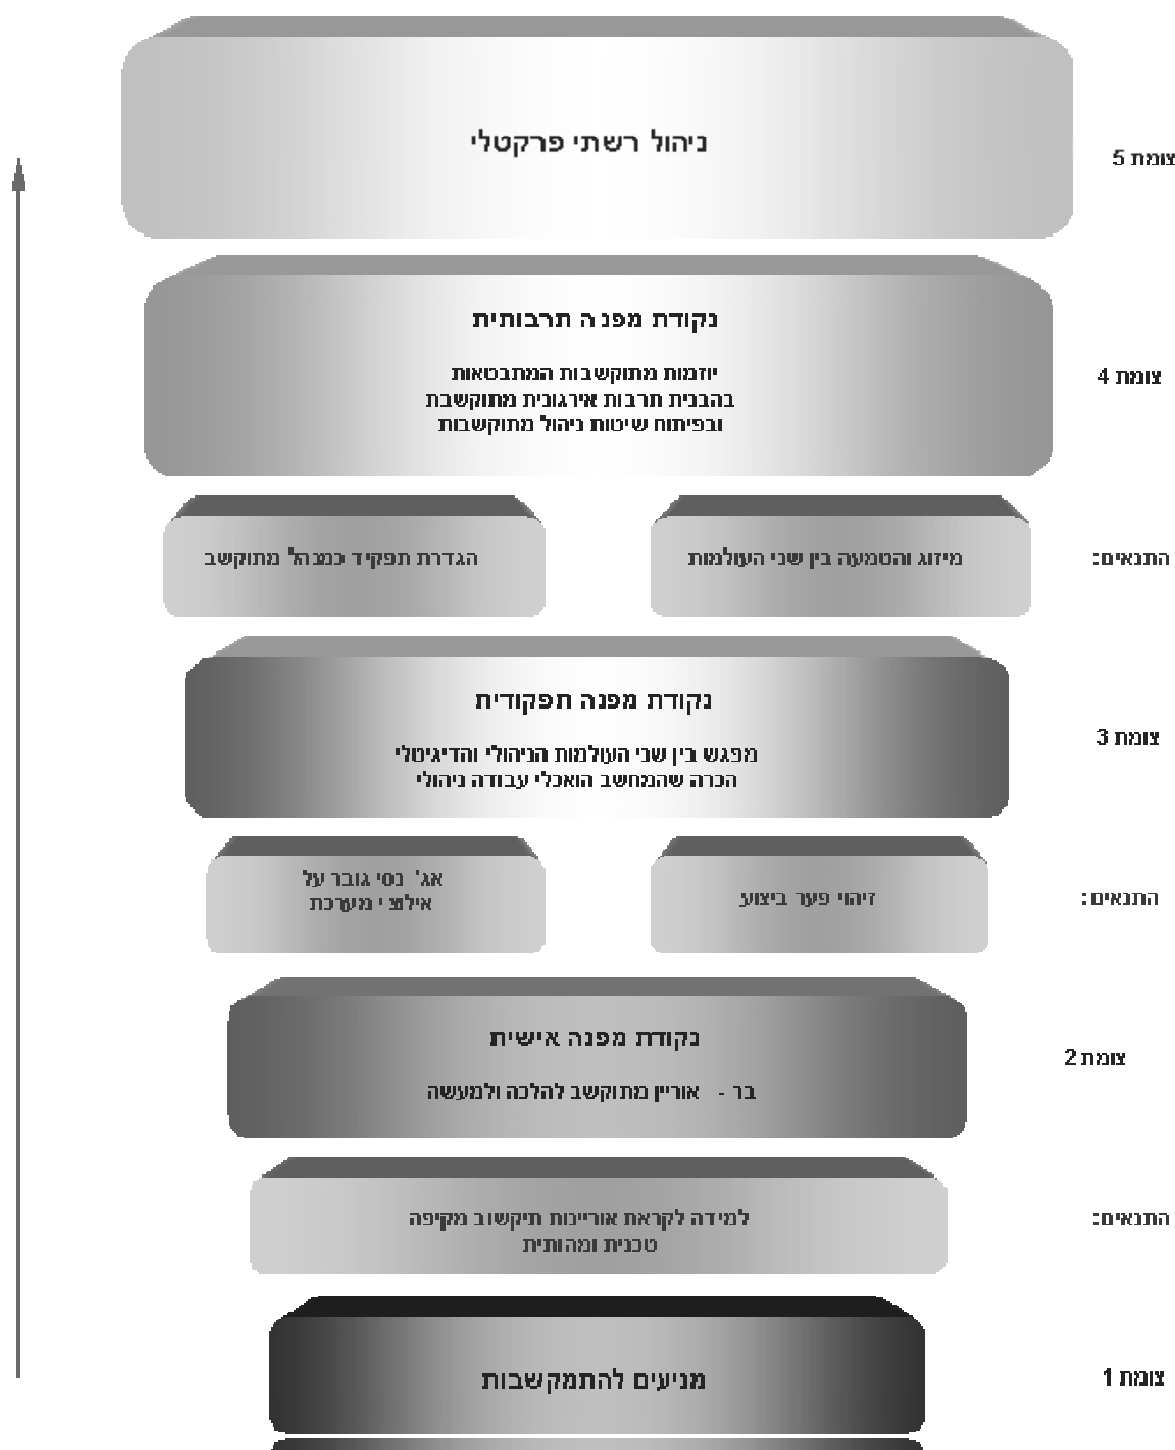 ניהול רשתי פרקטלי
צומת 5
נקודת מפנה תרבותית
יוזמות מתוקשבות המתבטאות
בהבנית תרבות אירגונית מתוקשבת
ובפיתוח שיטות ניהול מתוקשבות
צומת 4
התנאים:
מיזוג והטמעה בין שני העולמות
הגדרת תפקיד כמנהל מתוקשב
נקודת מפנה תפקודית
מפגש בין שני העולמות הניהולי והדיגיטלי
הכרה שהמחשב הואכלי עבודה ניהולי
צומת 3
התנאים:
זיהוי פער ביצוע
אג' נסי גובר על
אילוצי מערכת
נקודת מפנה אישית
בר - אוריין מתוקשב להלכה ולמעשה
צומת 2
התנאים:
למידה לקראת אוריינות תיקשוב מקיפה
טכנית ומהותית
מניעים להתמקשבות
צומת 1